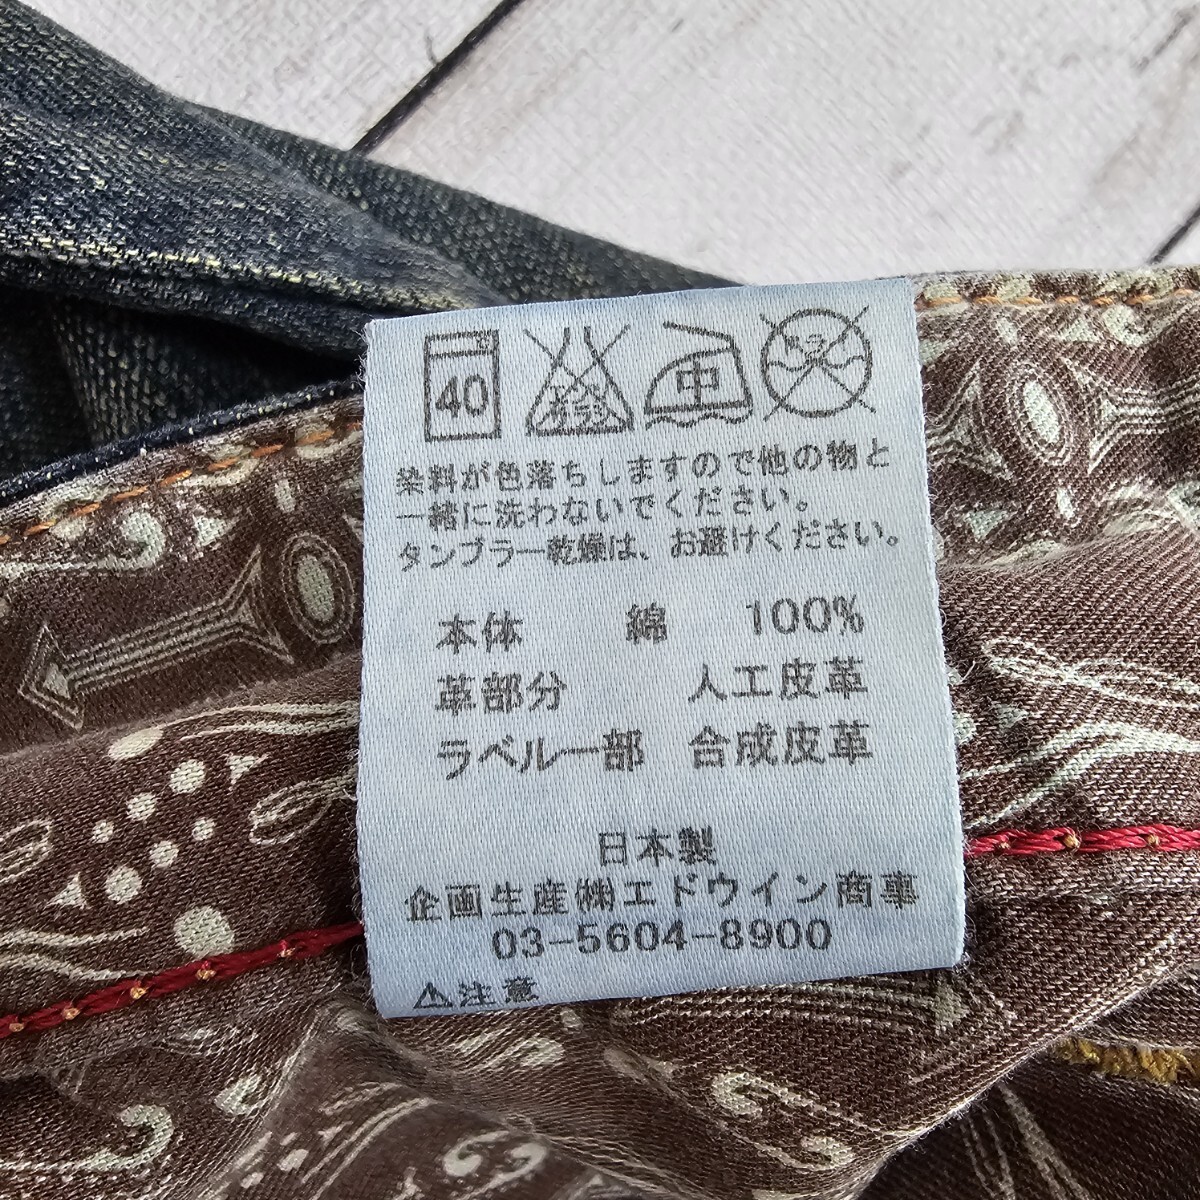 40 中
染料が色落ちしますので他の物と
一緒に洗わないでください。
タンブラー乾燥は、お避けください。
本体 綿 100%
革部分 人工皮革
ラベル一部 合成皮革
日本製
企画生産㈱エドウイン商事
03-5604-8900
⚠注意